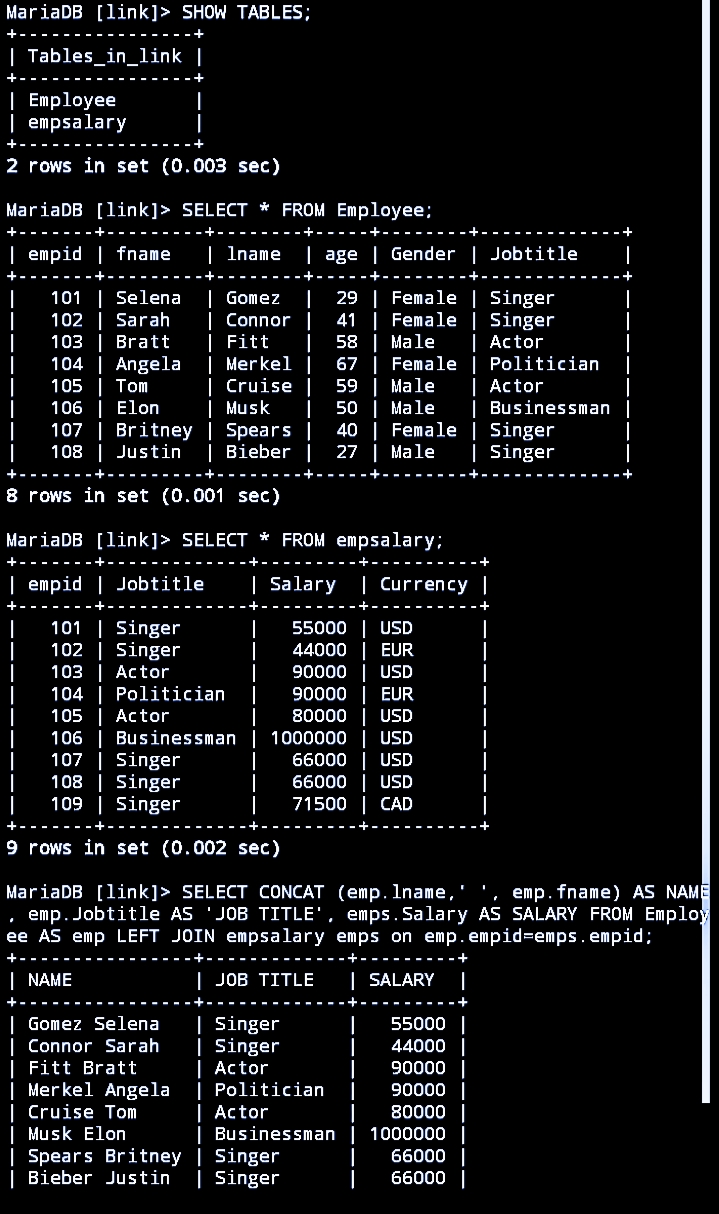 MariaDB [link]> SHOW TABLES;
+----------------+
| Tables_in_link |
+----------------+
| Employee       |
| empsalary      |
+----------------+
2 rows in set (0.003 sec)

MariaDB [link]> SELECT * FROM Employee;
+-------+---------+--------+-----+--------+-------------+
| empid | fname   | lname  | age | Gender | Jobtitle    |
+-------+---------+--------+-----+--------+-------------+
|   101 | Selena  | Gomez  |  29 | Female | Singer      |
|   102 | Sarah   | Connor |  41 | Female | Singer      |
|   103 | Bratt   | Fitt   |  58 | Male   | Actor       |
|   104 | Angela  | Merkel |  67 | Female | Politician  |
|   105 | Tom     | Cruise |  59 | Male   | Actor       |
|   106 | Elon    | Musk   |  50 | Male   | Businessman |
|   107 | Britney | Spears |  40 | Female | Singer      |
|   108 | Justin  | Bieber |  27 | Male   | Singer      |
+-------+---------+--------+-----+--------+-------------+
8 rows in set (0.001 sec)

MariaDB [link]> SELECT * FROM empsalary;
+-------+-------------+---------+----------+
| empid | Jobtitle    | Salary  | Currency |
+-------+-------------+---------+----------+
|   101 | Singer      |   55000 | USD      |
|   102 | Singer      |   44000 | EUR      |
|   103 | Actor       |   90000 | USD      |
|   104 | Politician  |   90000 | EUR      |
|   105 | Actor       |   80000 | USD      |
|   106 | Businessman | 1000000 | USD      |
|   107 | Singer      |   66000 | USD      |
|   108 | Singer      |   66000 | USD      |
|   109 | Singer      |   71500 | CAD      |
+-------+-------------+---------+----------+
9 rows in set (0.002 sec)

MariaDB [link]> SELECT CONCAT (emp.lname,' ', emp.fname) AS NAME
, emp.Jobtitle AS 'JOB TITLE', emps.Salary AS SALARY FROM Employ
ee AS emp LEFT JOIN empsalary emps on emp.empid=emps.empid;
+----------------+-------------+---------+
| NAME           | JOB TITLE   | SALARY  |
+----------------+-------------+---------+
| Gomez Selena   | Singer      |   55000 |
| Connor Sarah   | Singer      |   44000 |
| Fitt Bratt     | Actor       |   90000 |
| Merkel Angela  | Politician  |   90000 |
| Cruise Tom     | Actor       |   80000 |
| Musk Elon      | Businessman | 1000000 |
| Spears Britney | Singer      |   66000 |
| Bieber Justin  | Singer      |   66000 |